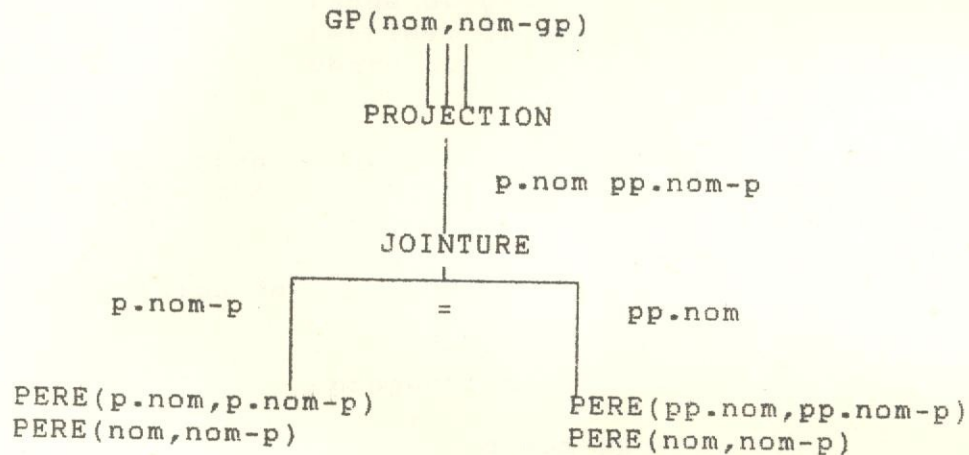 GP(nom,nom-gp)
PROJECTION
p.nom pp.nom-p
JOINTURE
p.nom-p = pp.nom
PERE(p.nom,p.nom-p) PERE(pp.nom,pp.nom-p)
PERE(nom,nom-p) PERE(nom,nom-p)